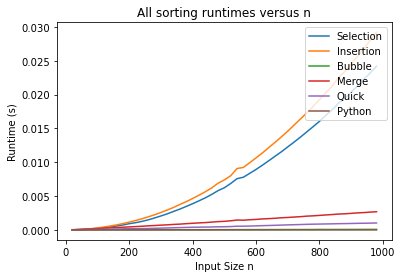 All sorting runtimes versus n
Runtime (s)
0.030
0.025
0.020
0.015
0.010
0.005
0.000
Selection
Insertion
Bubble
Merge
Quick
Python
0 200 400 600 800 1000
Input Size n